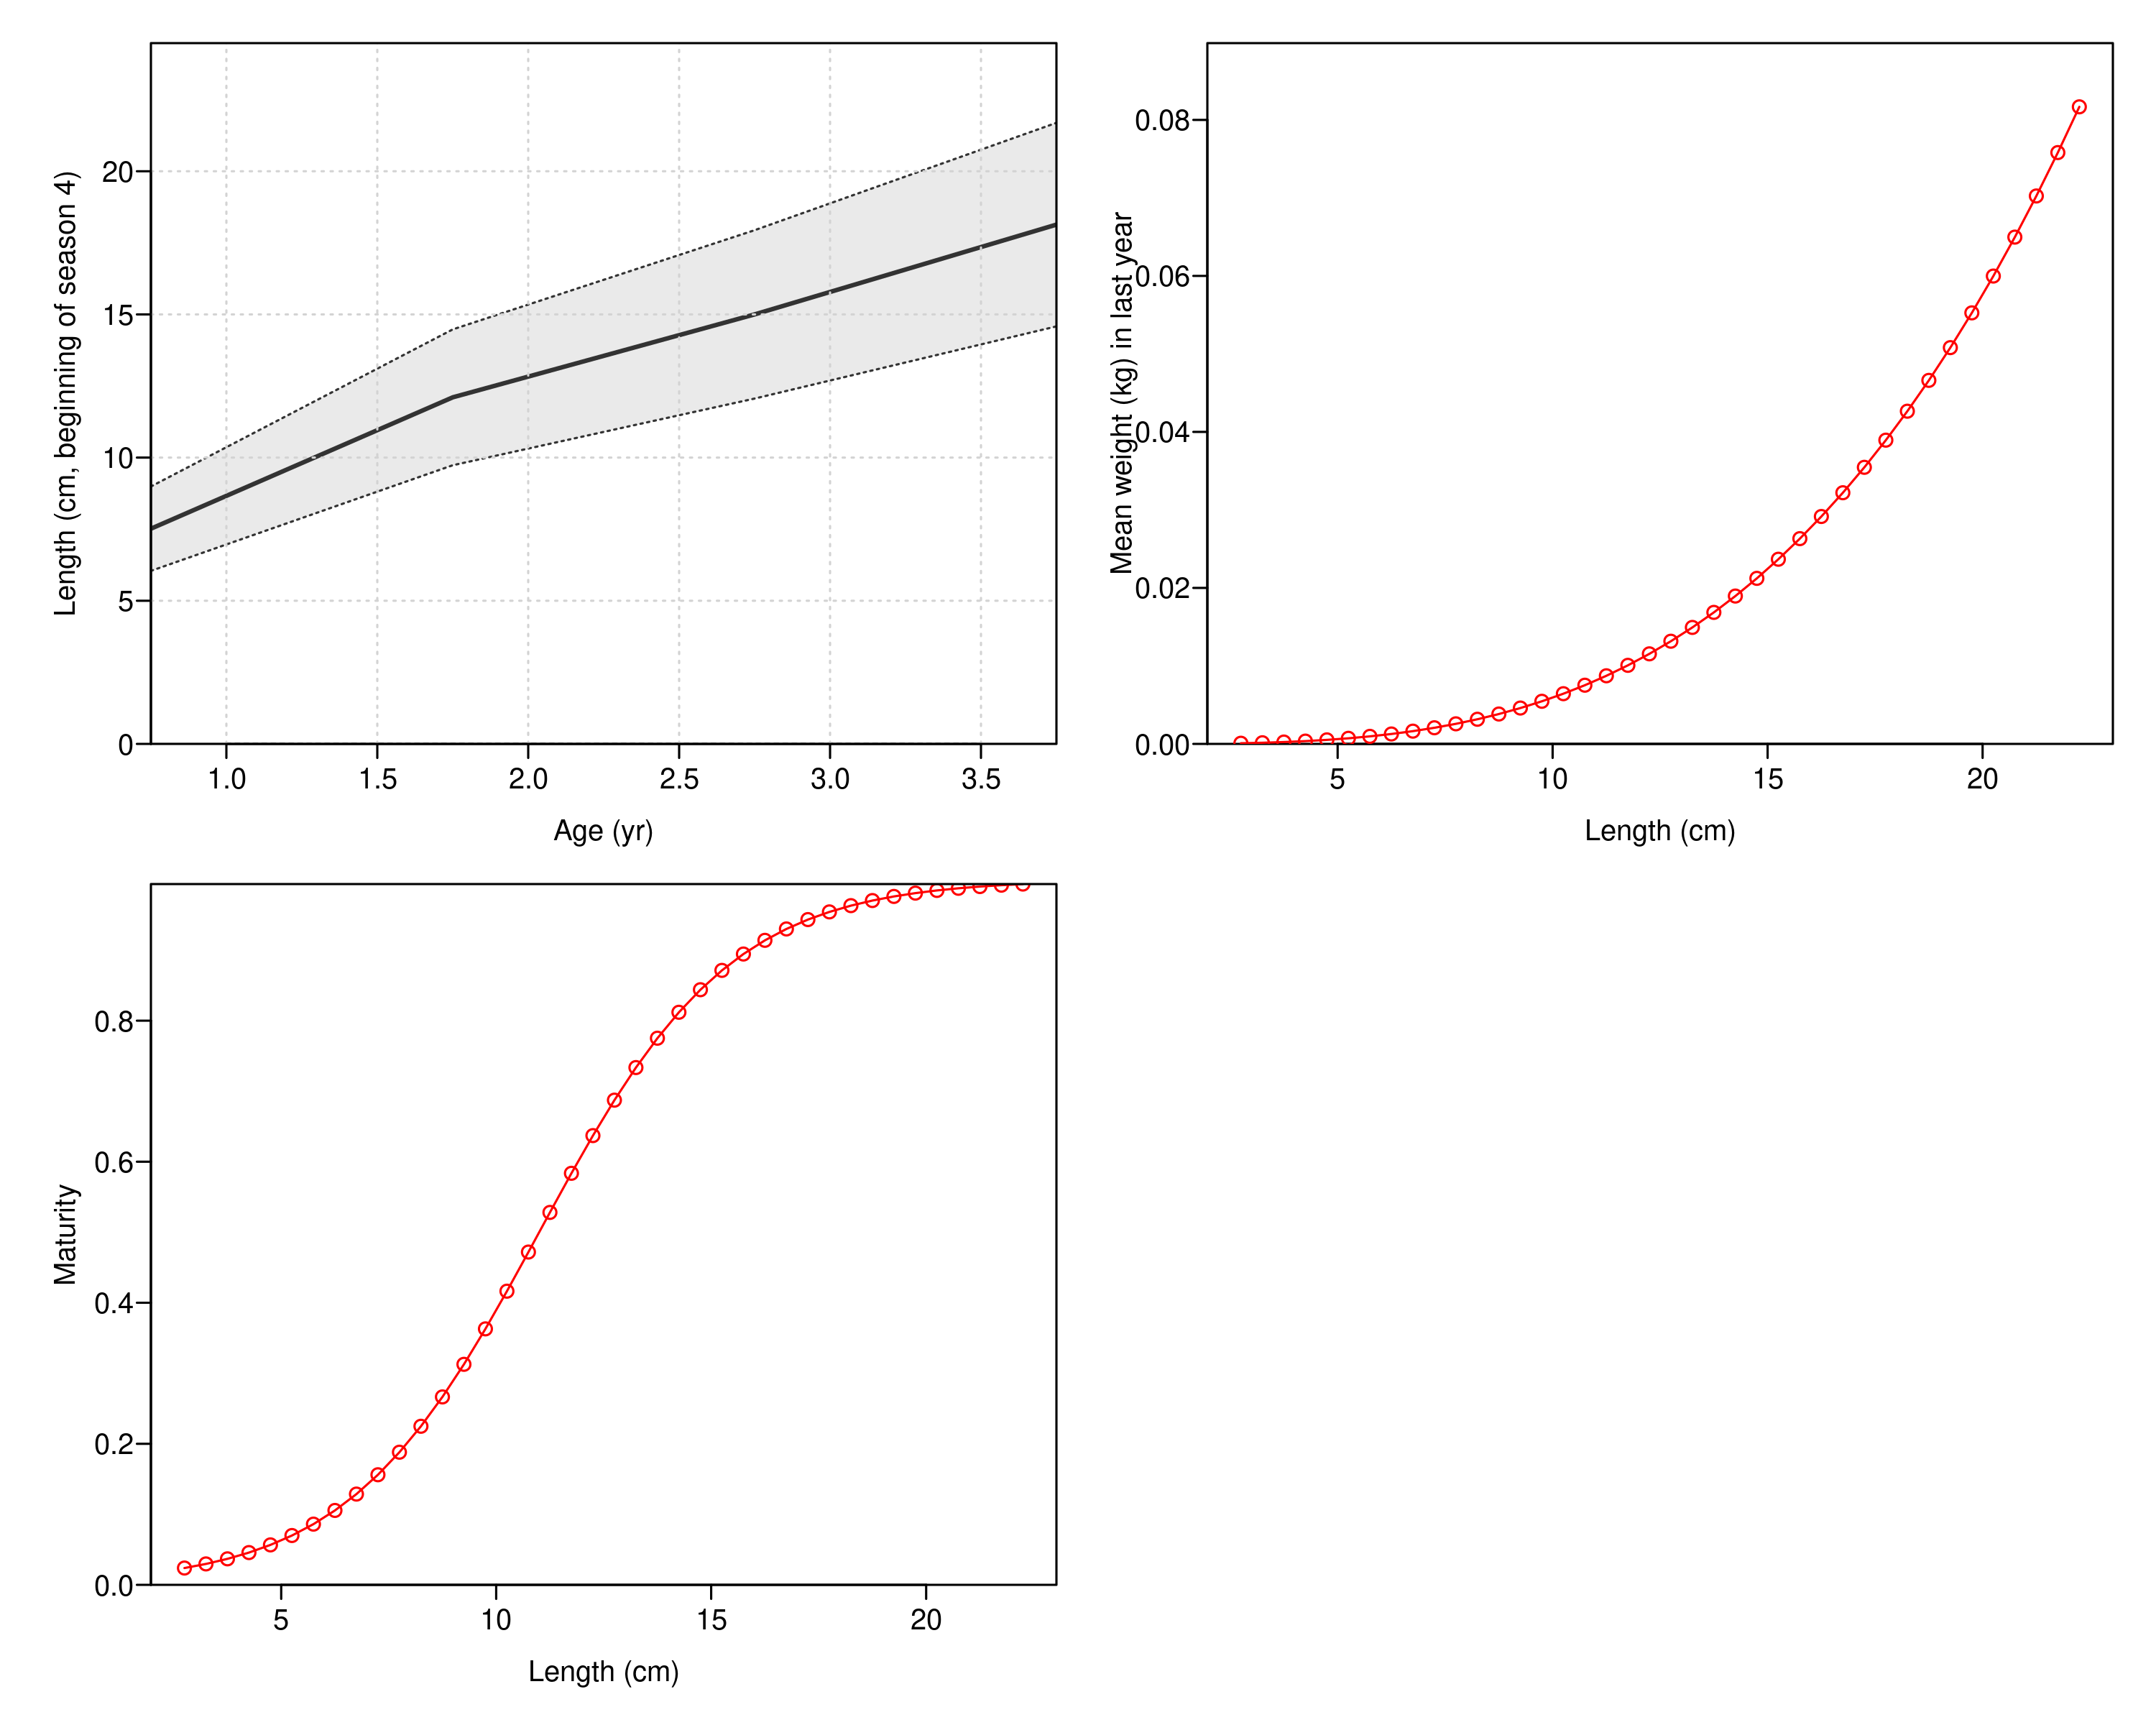 Length (cm, beginning of season 4)
20
15
10
5
0
1.0 1.5 2.0 2.5 3.0 3.5
Age (yr)
Mean weight (kg) in last year
0.08
0.06
0.04
0.02
0.00
5 10 15 20
Length (cm)
Maturity
0.8
0.6
0.4
0.2
0.0
5 10 15 20
Length (cm)